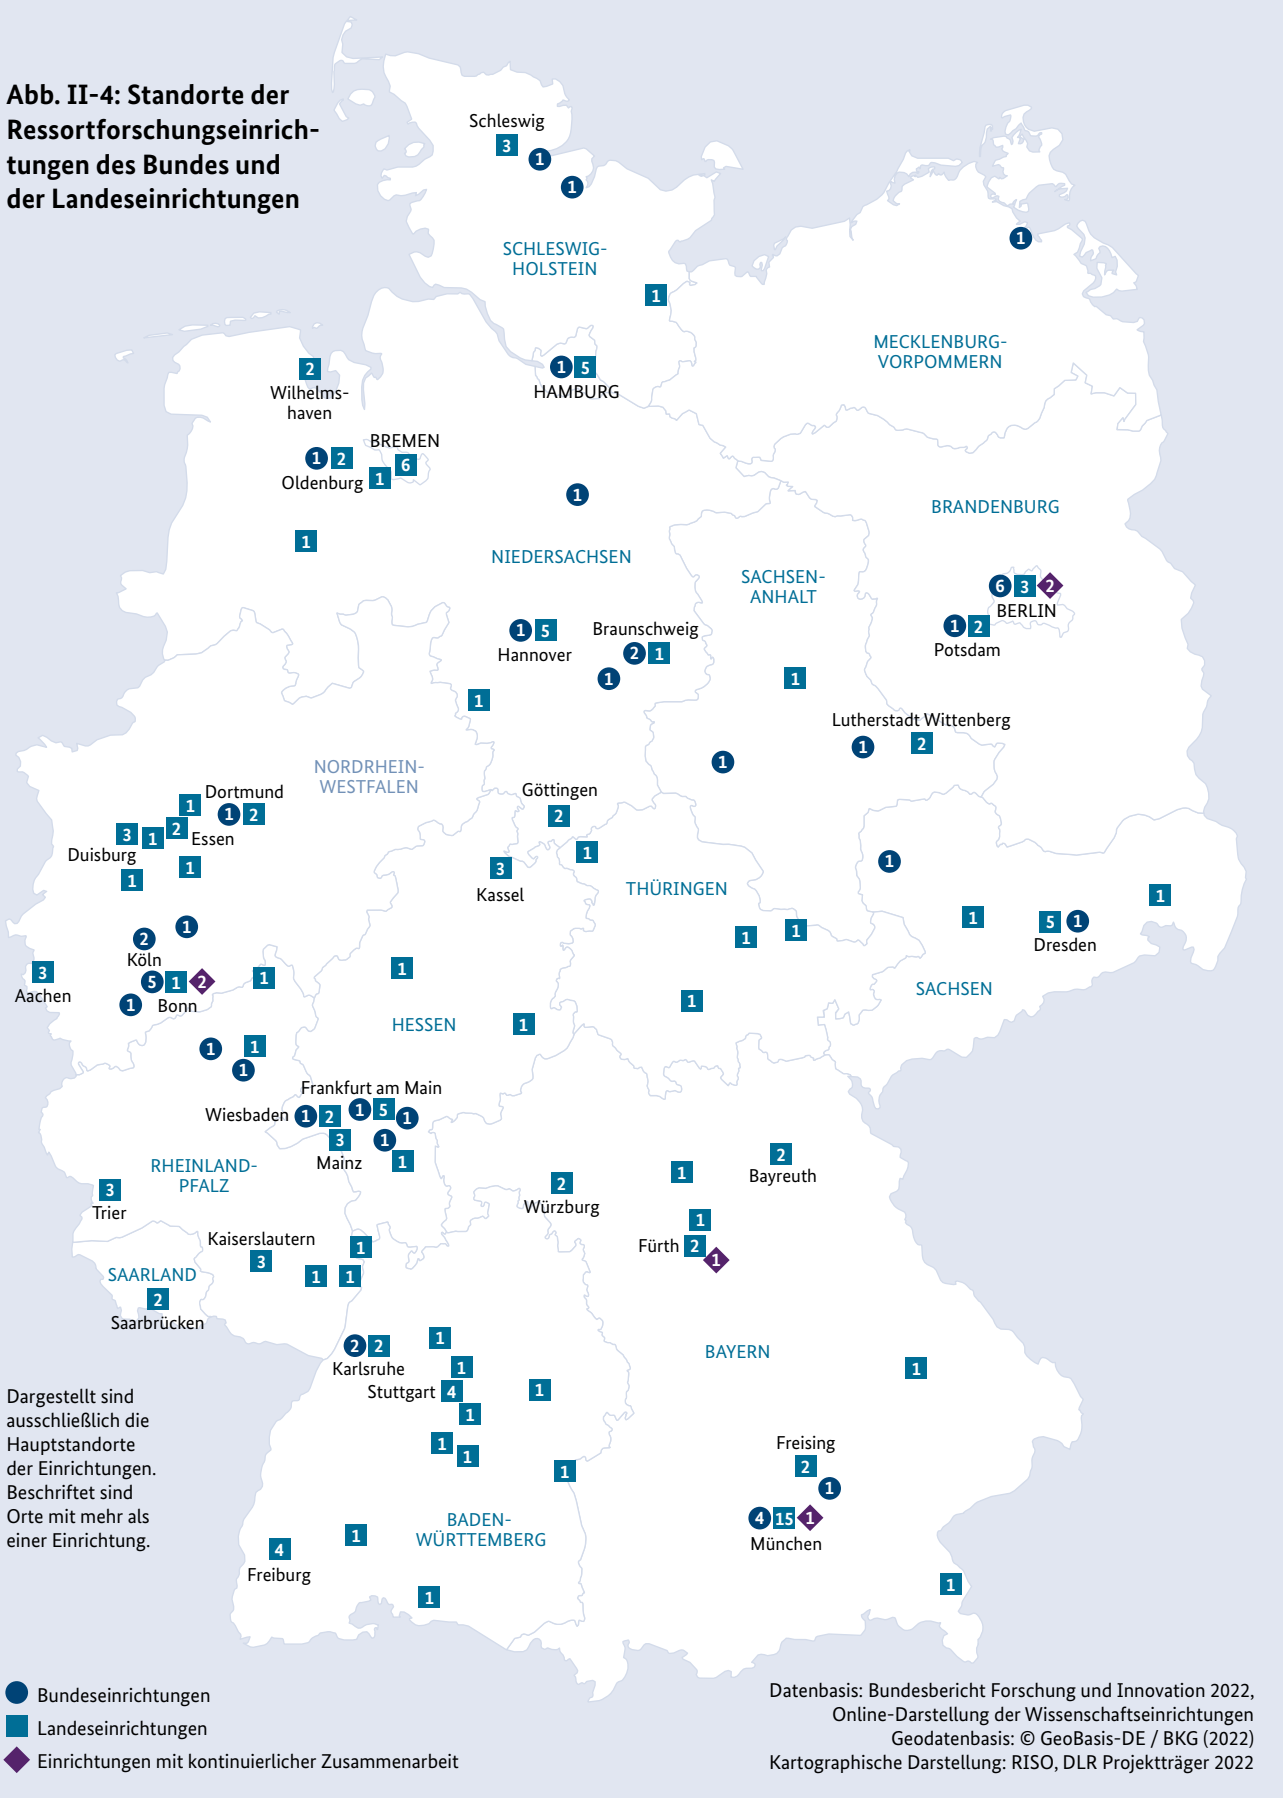 Abb. II-4: Standorte der
Ressortforschungseinrich-
tungen des Bundes und
der Landeseinrichtungen
Schleswig
3
1
1
SCHLESWIG-
HOLSTEIN
1
1
MECKLENBURG-
VORPOMMERN
2
Wilhelms-
haven
1 5
HAMBURG
BREMEN
6
1 2
Oldenburg
1
1
1
NIEDERSACHSEN
BRANDENBURG
SACHSEN-
ANHALT
6 3 2
BERLIN
1 2
Potsdam
1 5
Hannover
Braunschweig
2 1
1
1
1
Lutherstadt Wittenberg
1 2
1
NORDRHEIN-
WESTFALEN
Dortmund
1
1 2
3 1 2
Essen
Duisburg
1
1
Göttingen
2
1
3
Kassel
THÜRINGEN
1
1
1
5 1
Dresden
1
1
1
1
SACHSEN
1
2
Köln
3
Aachen
5 1 2
Bonn
1
1
1
HESSEN
1
1
1
1
Frankfurt am Main
Wiesbaden 1 2
1 5 1
3
Mainz
1
1
RHEINLAND-
PFALZ
3
Trier
2
Würzburg
1
2
Bayreuth
1
Fürth 2
1
Kaiserslautern
3
1
1 1
SAARLAND
2
Saarbrücken
2 2
Karlsruhe
1
1
Stuttgart 4
1
1
1
1
1
BAYERN
1
Dargestellt sind
ausschließlich die
Hauptstandorte
der Einrichtungen.
Beschriftet sind
Orte mit mehr als
einer Einrichtung.
Freising
2
1
4 15 1
München
BADEN-
WÜRTTEMBERG
1
4
Freiburg
1
1
Bundeseinrichtungen
Landeseinrichtungen
Einrichtungen mit kontinuierlicher Zusammenarbeit
Datenbasis: Bundesbericht Forschung und Innovation 2022,
Online-Darstellung der Wissenschaftseinrichtungen
Geodatenbasis: © GeoBasis-DE / BKG (2022)
Kartographische Darstellung: RISO, DLR Projektträger 2022